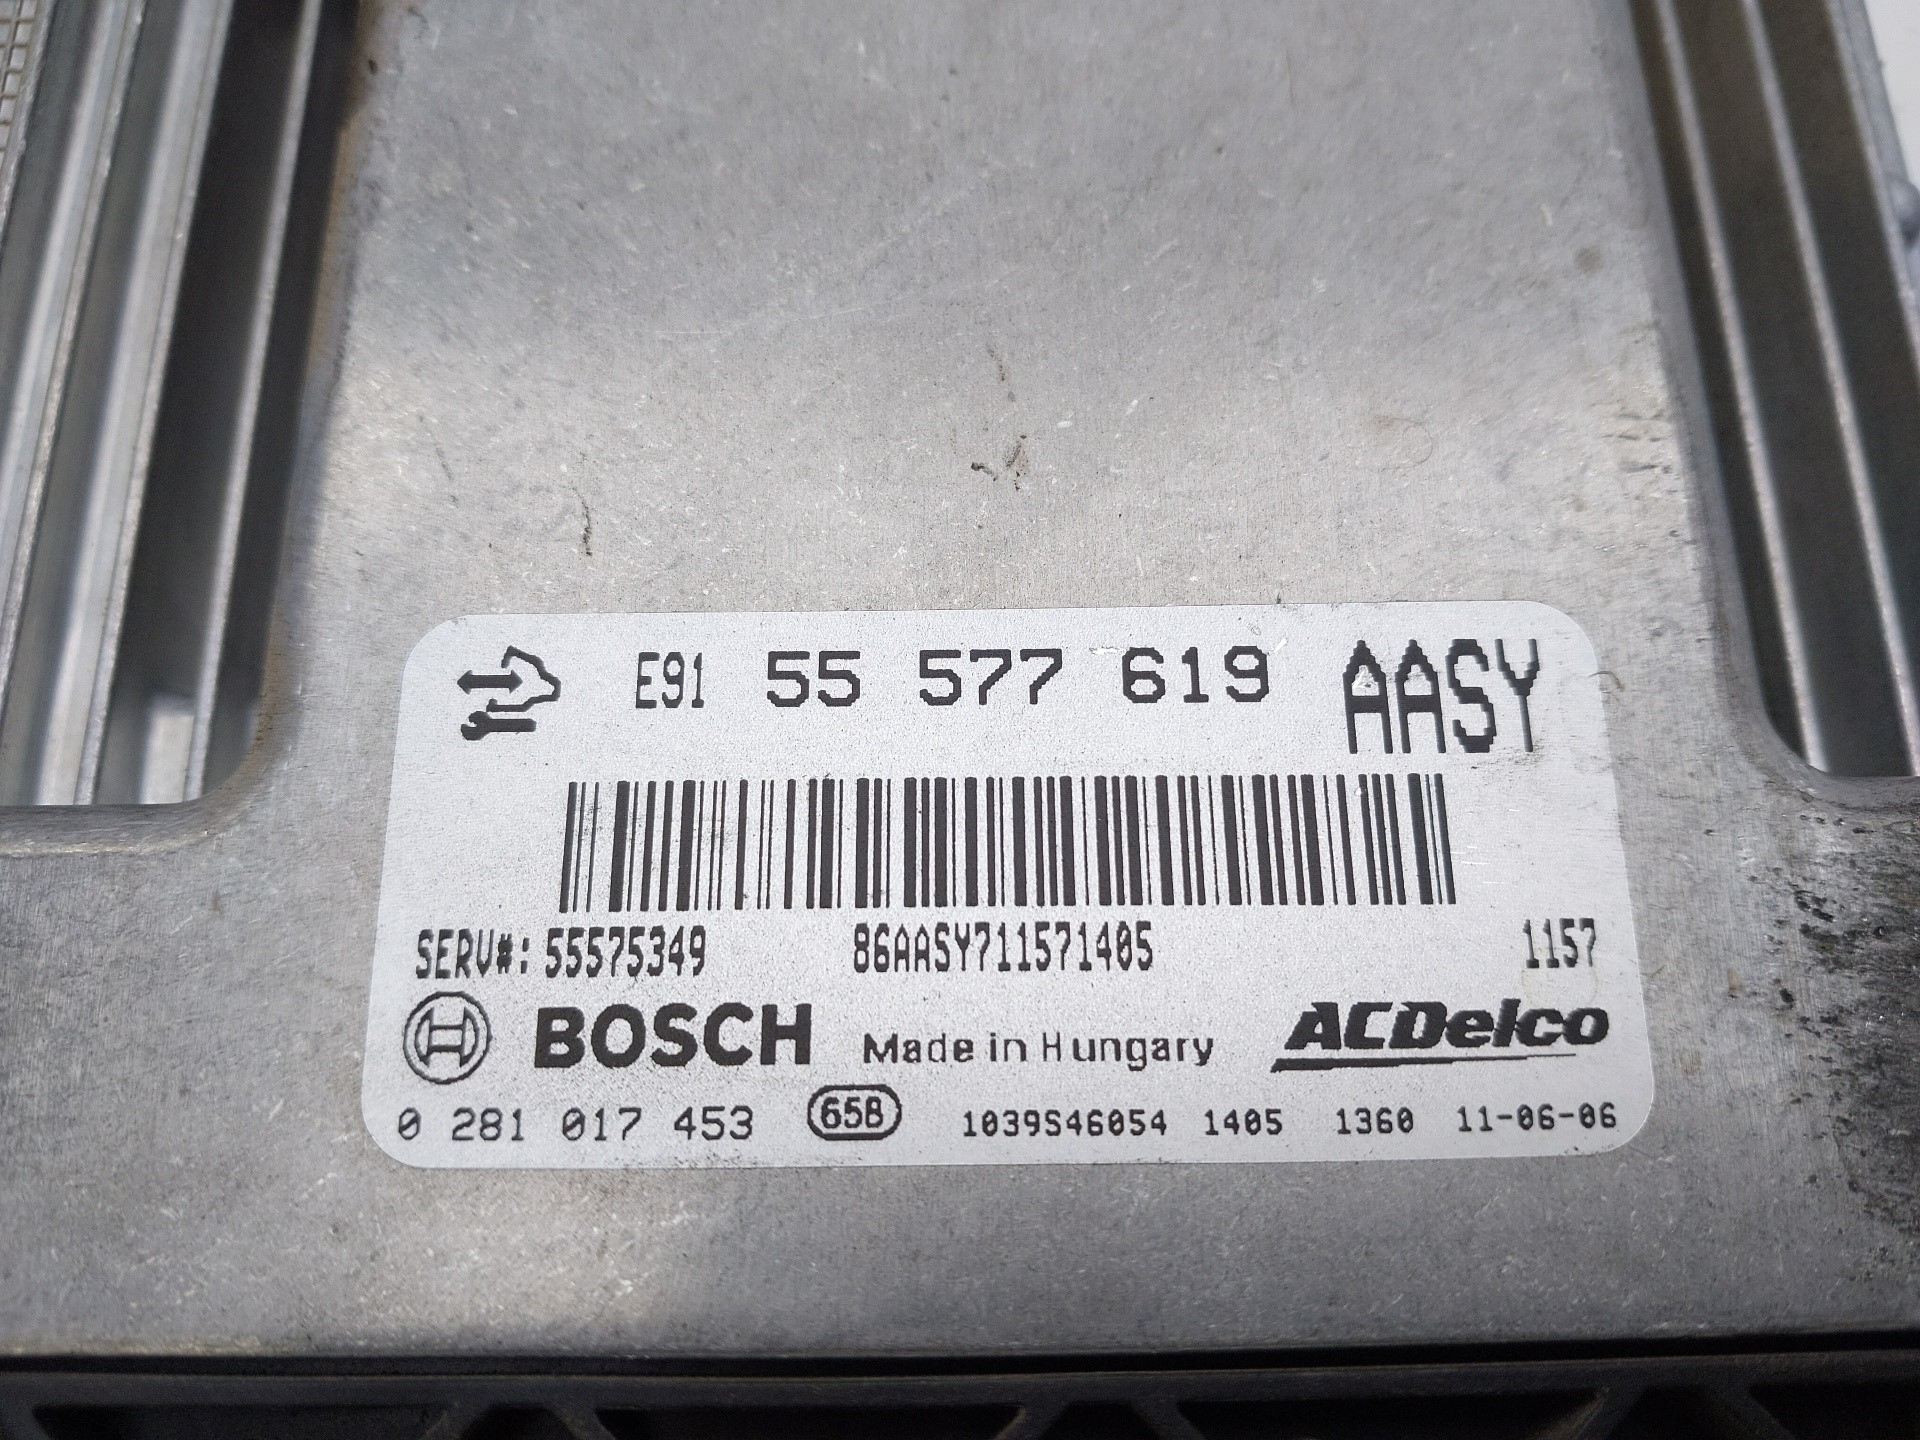 E91 55 577 619 AASY
SERV#: 55575349 86AASY711571405 1157
BOSCH Made in Hungary ACDelco
0 281 017 453 65B 1039S46054 1405 1360 11-06-06